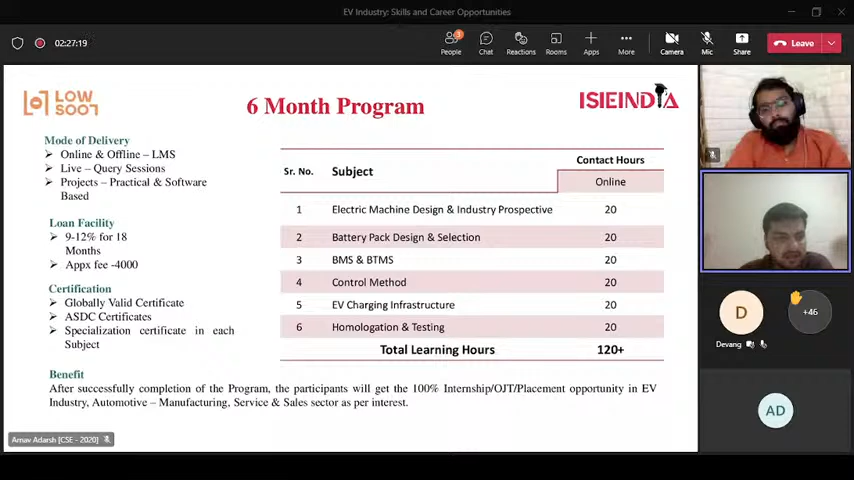 EV Industry: Skills and Career Opportunities
02:27:19
3
People
Chat
Reactions
Rooms
Apps
More
Camera
Mic
Share
Leave
LOW
SOOT
6 Month Program
ISIEINDIA
Mode of Delivery
Online & Offline – LMS
Live – Query Sessions
Projects – Practical & Software
Based
Loan Facility
9-12% for 18
Months
Appx fee -4000
Certification
Globally Valid Certificate
ASDC Certificates
Specialization certificate in each
Subject
Sr. No. Subject Contact Hours
Online
1 Electric Machine Design & Industry Prospective 20
2 Battery Pack Design & Selection 20
3 BMS & BTMS 20
4 Control Method 20
5 EV Charging Infrastructure 20
6 Homologation & Testing 20
Total Learning Hours 120+
Benefit
After successfully completion of the Program, the participants will get the 100% Internship/OJT/Placement opportunity in EV
Industry, Automotive – Manufacturing, Service & Sales sector as per interest.
Arnav Adarsh [CSE - 2020]
D
+46
Devang
AD